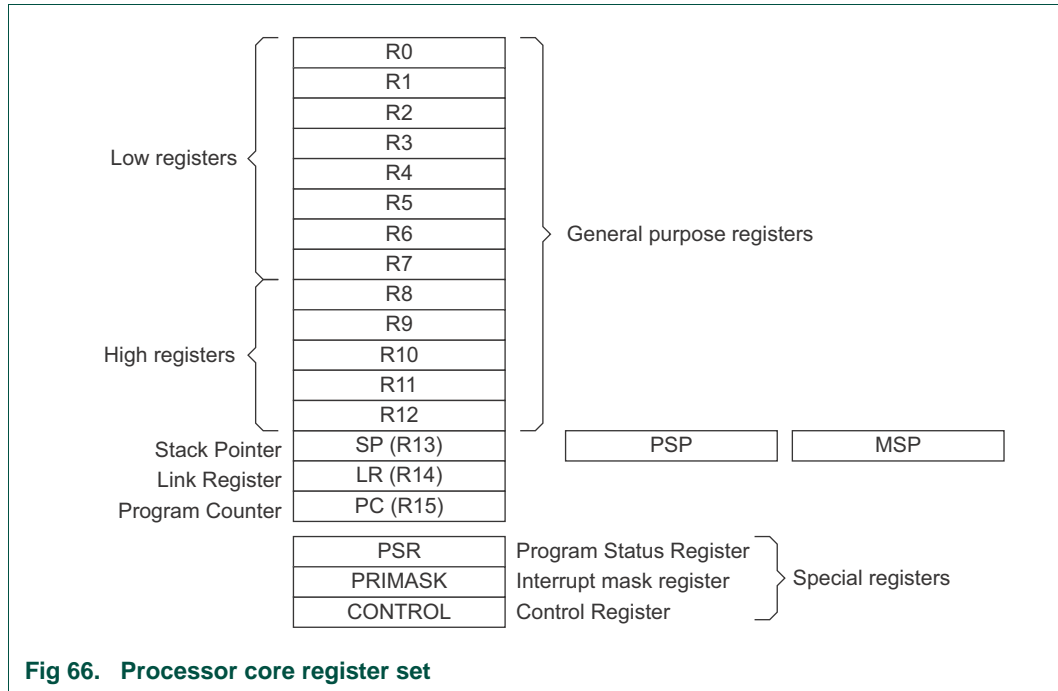 R0
R1
R2
R3
Low registers
R4
R5
R6
General purpose registers
R7
R8
R9
High registers
R10
R11
R12
Stack Pointer SP (R13) PSP MSP
Link Register LR (R14)
Program Counter PC (R15)
PSR Program Status Register
PRIMASK Interrupt mask register Special registers
CONTROL Control Register
Fig 66. Processor core register set